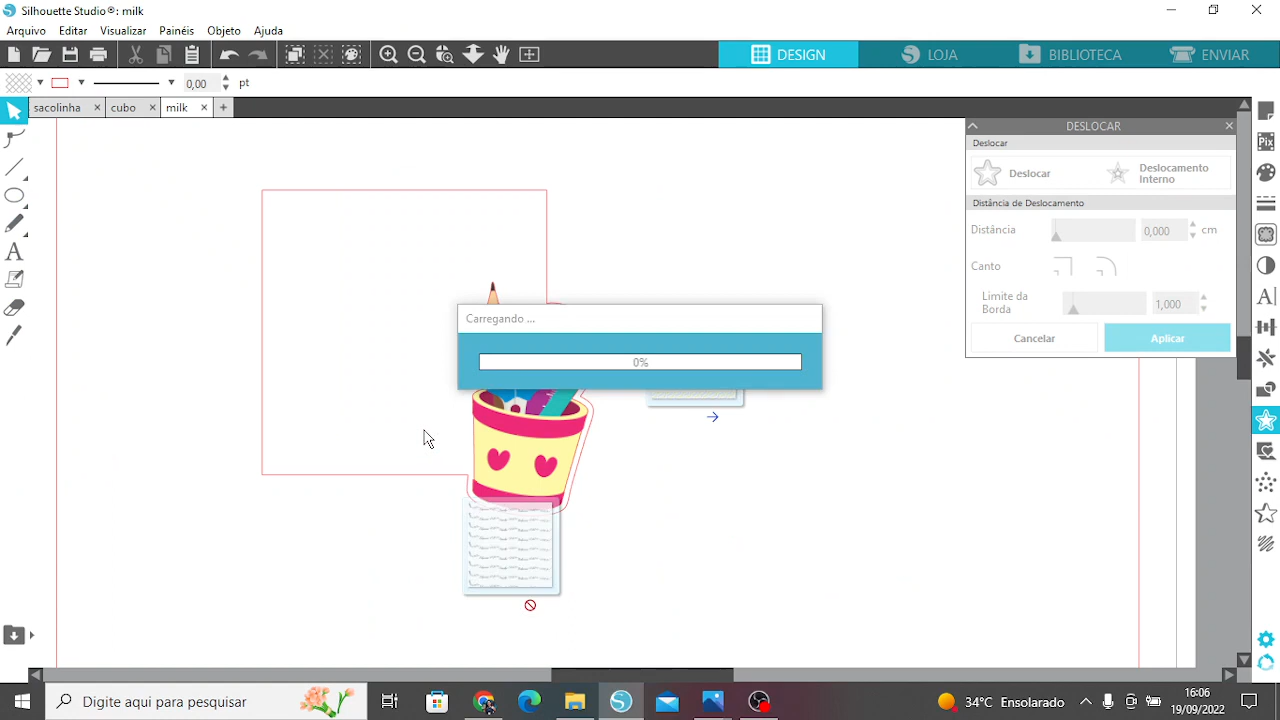 Silhouette Studio®: milk
Arquivo Editar Visualizar Painéis Objeto Ajuda
DESIGN LOJA BIBLIOTECA ENVIAR
0,00 pt
sacolinha cubo milk
DESLOCAR
Deslocar
Deslocar Deslocamento
Interno
Distância de Deslocamento
Distância 0,000 cm
Canto
Limite da
Borda 1,000
Cancelar Aplicar
Carregando ...
0%
Pix
Digite aqui para pesquisar
34°C Ensolarado
16:06
19/09/2022